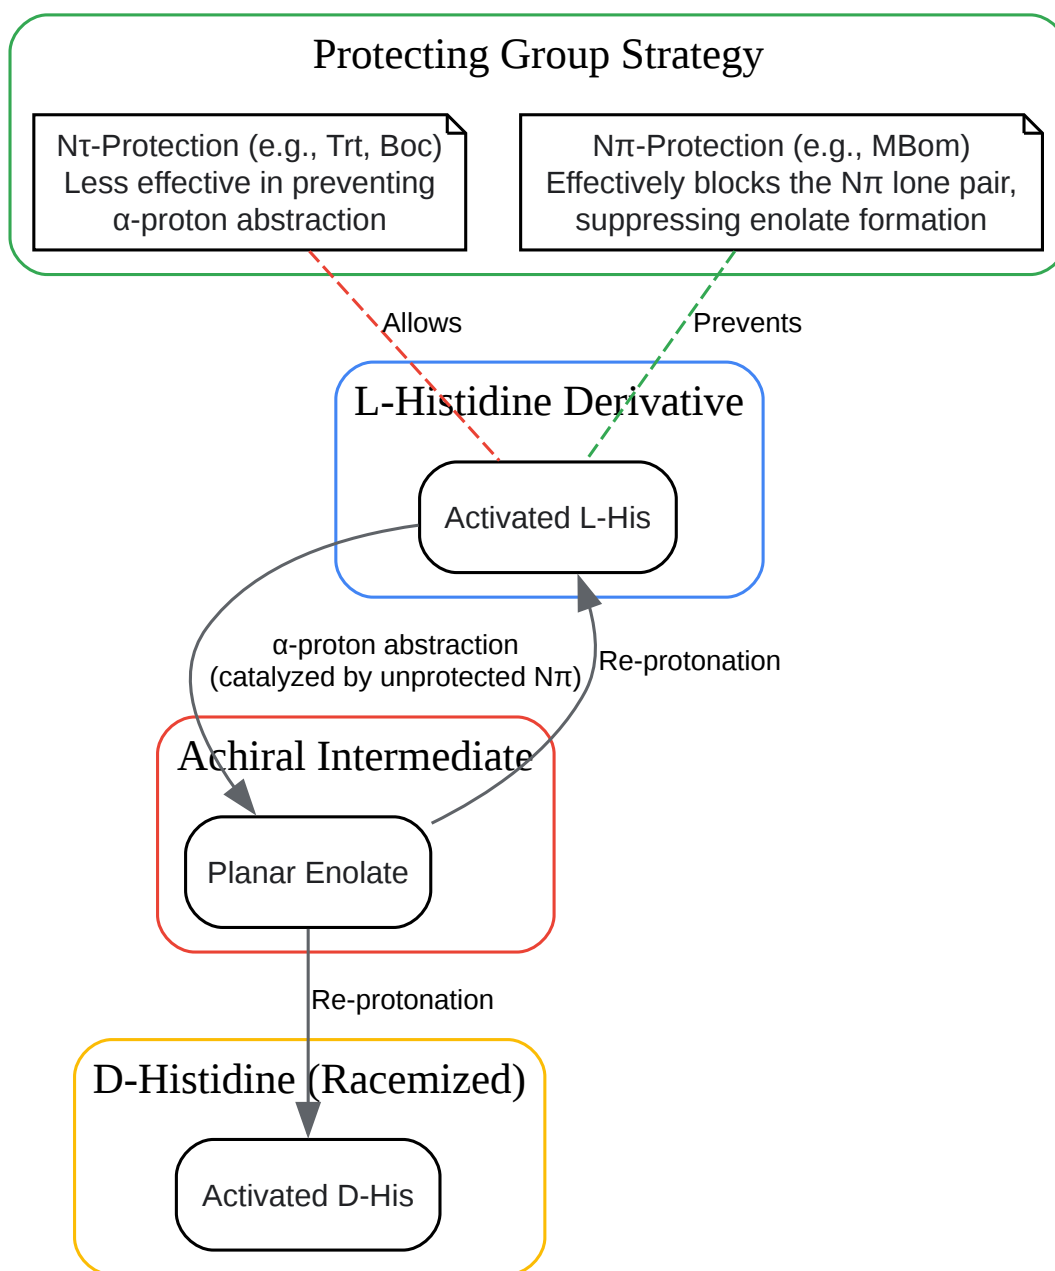 Protecting Group Strategy
Nτ-Protection (e.g., Trt, Boc)
Less effective in preventing
α-proton abstraction
Nπ-Protection (e.g., MBom)
Effectively blocks the Nπ lone pair,
suppressing enolate formation
Allows
Prevents
L-Histidine Derivative
Activated L-His
α-proton abstraction
(catalyzed by unprotected Nπ)
Re-protonation
Achiral Intermediate
Planar Enolate
Re-protonation
D-Histidine (Racemized)
Activated D-His